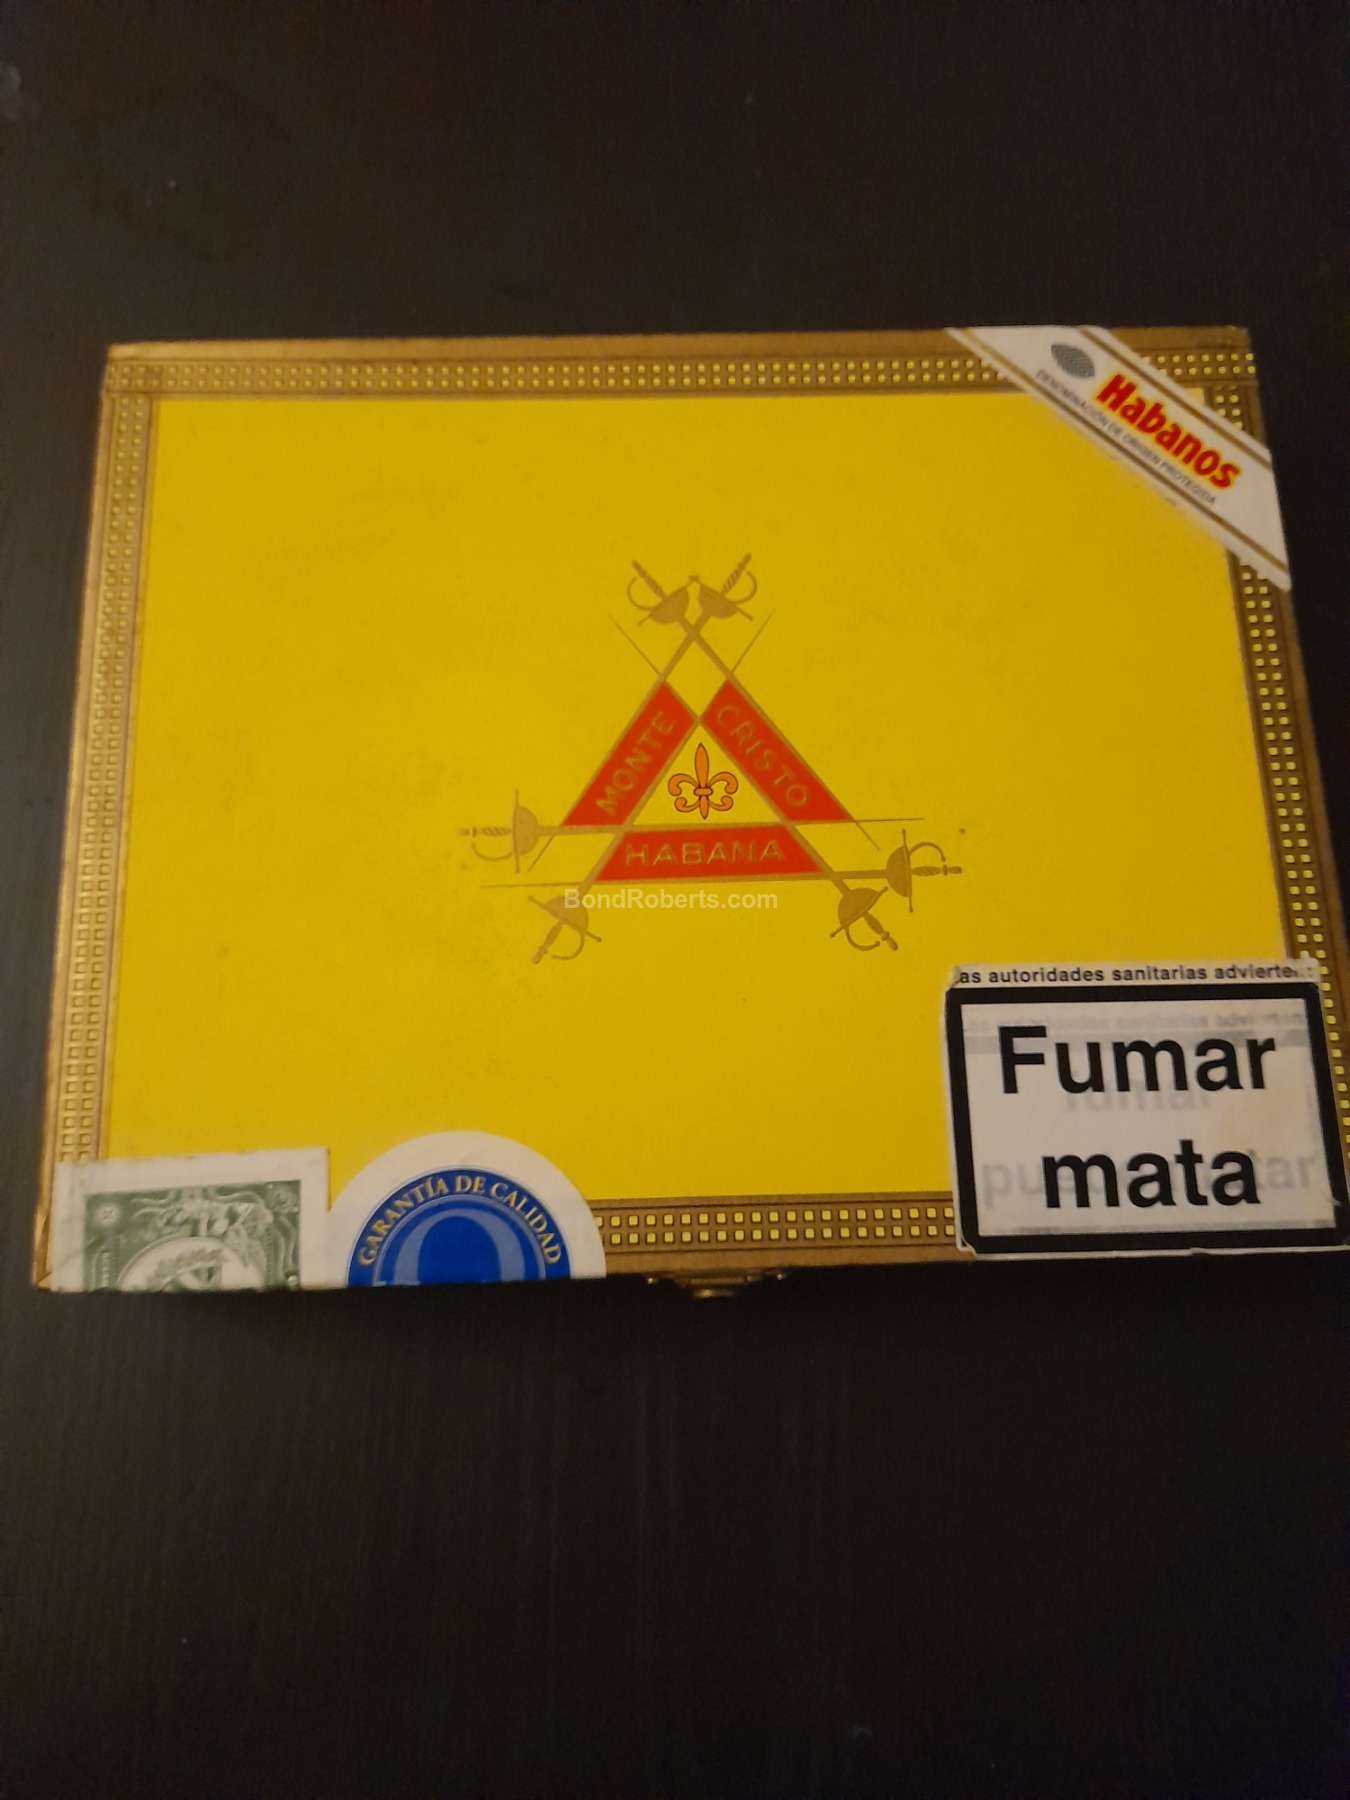 Habanos
DENOMINACIÓN DE ORIGEN PROTEGIDA
MONTE
CRISTO
HABANA
BondRoberts.com
as autoridades sanitarias advierten:
Fumar
mata
GARANTÍA DE CALIDAD